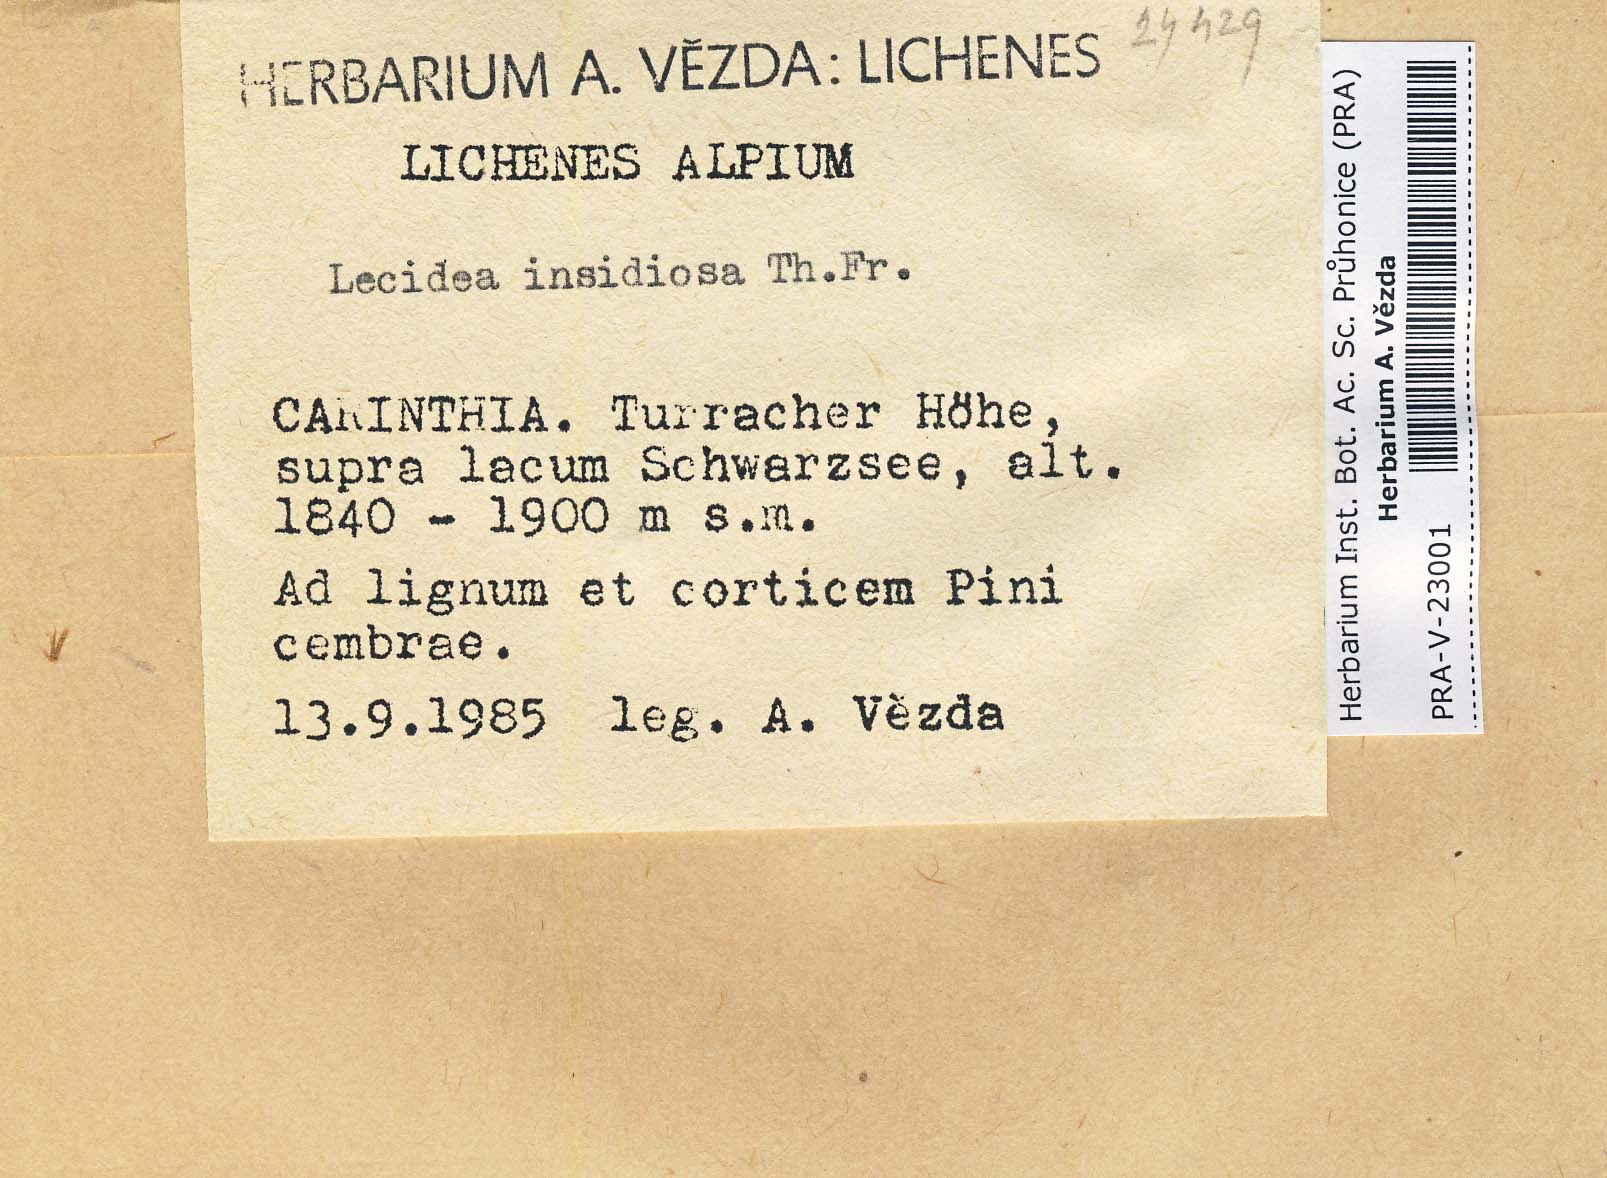 24429
HERBARIUM A. VĚZDA: LICHENES
LICHENES ALPIUM
Lecidea insidiosa Th.Fr.
CARINTHIA. Turracher Höhe,
supra lacum Schwarzsee, alt.
1840 - 1900 m s.m.
Ad lignum et corticem Pini
cembrae.
13.9.1985 leg. A. Vězda
Herbarium Inst. Bot. Ac. Sc. Průhonice (PRA)
Herbarium A. Vězda
PRA-V-23001